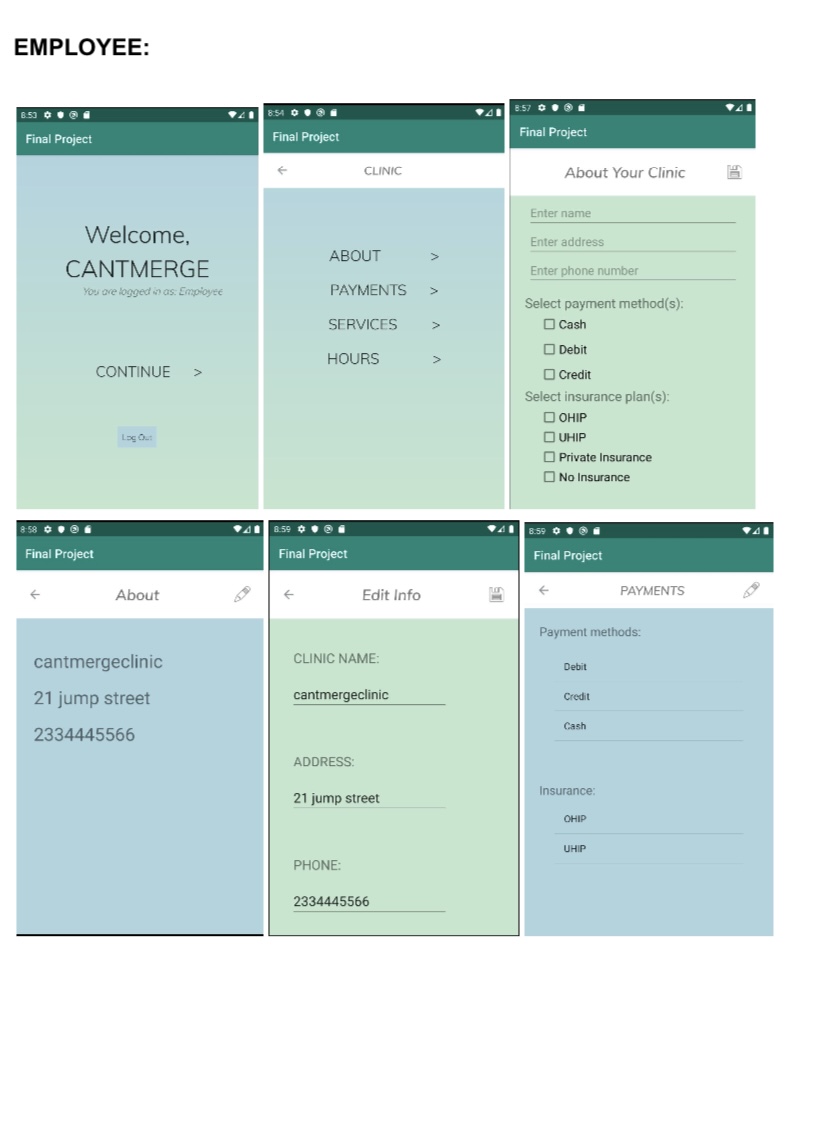 EMPLOYEE:
8:53
Final Project
Welcome,
CANTMERGE
You are logged in as: Employee
CONTINUE >
Log Out
8:54
Final Project
← CLINIC
ABOUT >
PAYMENTS >
SERVICES >
HOURS >
8:57
Final Project
About Your Clinic
Enter name
Enter address
Enter phone number
Select payment method(s):
Cash
Debit
Credit
Select insurance plan(s):
OHIP
UHIP
Private Insurance
No Insurance
8:58
Final Project
← About
cantmergeclinic
21 jump street
2334445566
8:59
Final Project
← Edit Info
CLINIC NAME:
cantmergeclinic
ADDRESS:
21 jump street
PHONE:
2334445566
8:59
Final Project
← PAYMENTS
Payment methods:
Debit
Credit
Cash
Insurance:
OHIP
UHIP